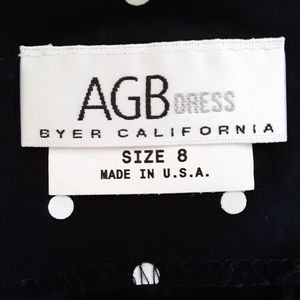 AGB DRESS
BYER CALIFORNIA
SIZE 8
MADE IN U.S.A.